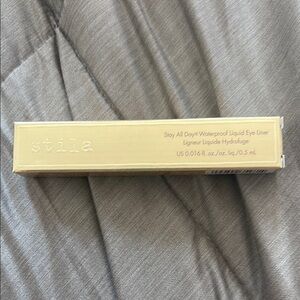 stila
Stay All Day® Waterproof Liquid Eye Liner
Ligneur Liquide Hydrofuge
US 0.016 fl. oz./oz. liq./0.5 mL